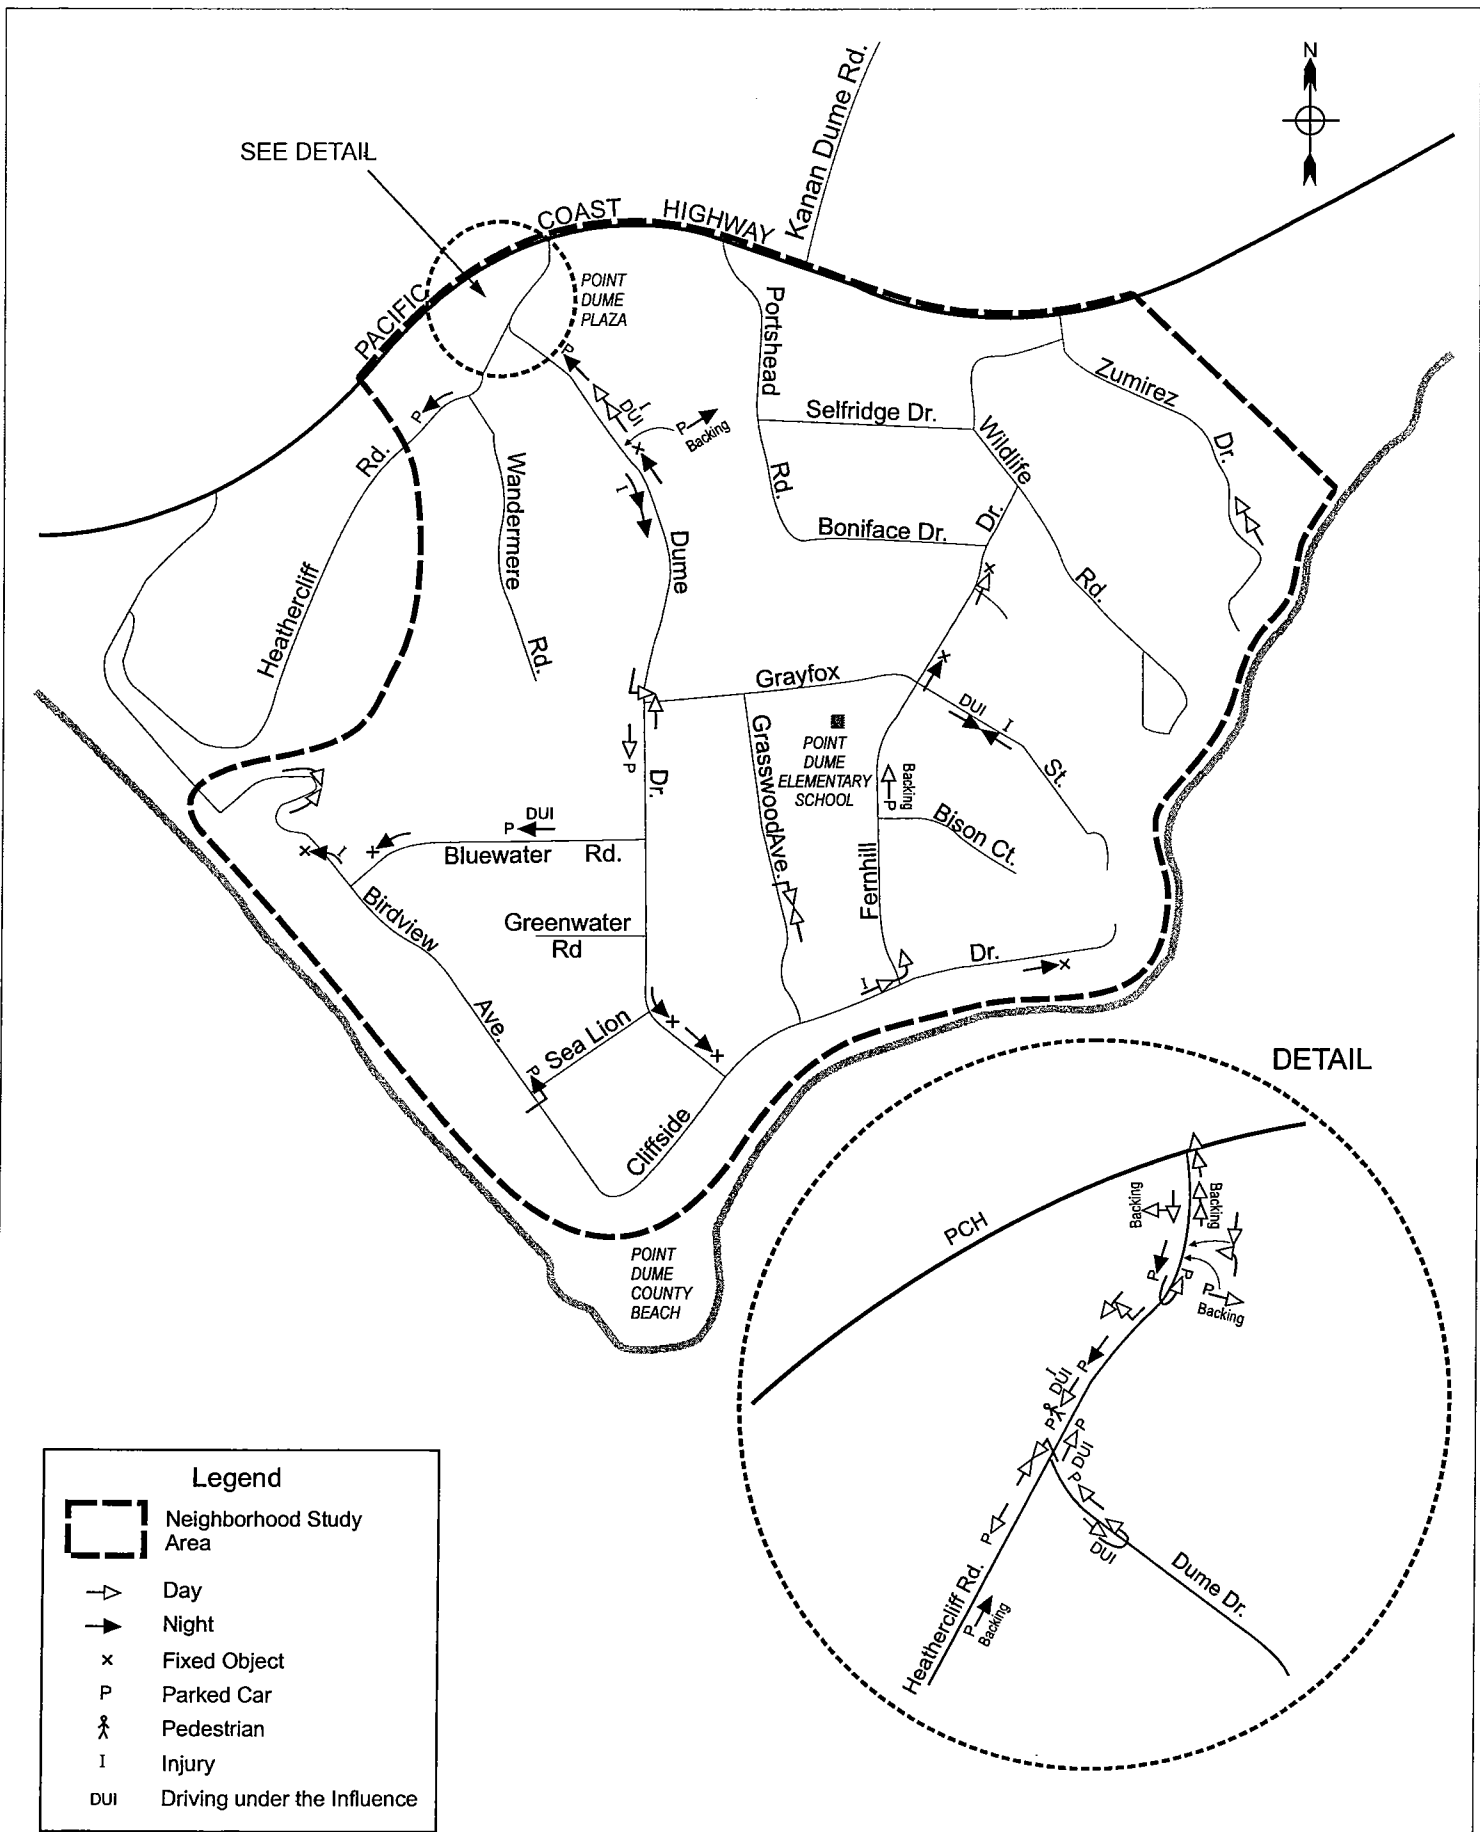 N
SEE DETAIL
Kanan Dume Rd.
PACIFIC COAST HIGHWAY
POINT
DUME
PLAZA
P
I
DUI
P
Backing
P
x
I
Portshead
Rd.
Selfridge Dr.
Zumirez
Dr.
Wildlife
Rd.
Boniface Dr.
Dr.
x
Heathercliff
Rd.
Wandermere
Rd.
Dume
Dr.
Grayfox
St.
x
DUI
I
POINT
DUME
ELEMENTARY
SCHOOL
Grasswood Ave.
Backing
P
Fernhill
Bison Ct.
P
DUI
P
x
I
x
Bluewater Rd.
Birdview
Ave.
Greenwater
Rd
Dr.
x
I
Sea Lion
P
x
x
Cliffside
POINT
DUME
COUNTY
BEACH
DETAIL
PCH
Backing
Backing
P
P
P
Backing
P
I
DUI
P
P
DUI
P
P
DUI
Dume Dr.
Heathercliff Rd.
P
Backing
Legend
Neighborhood Study
Area
Day
Night
x Fixed Object
P Parked Car
Pedestrian
I Injury
DUI Driving under the Influence